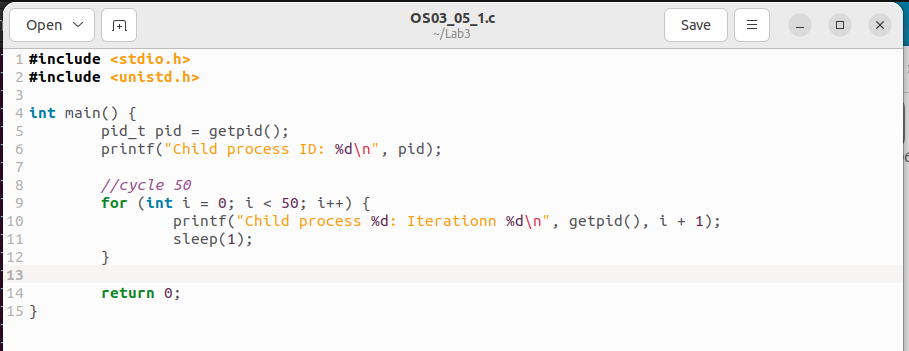 Open
OS03_05_1.c
~/Lab3
Save
1 #include <stdio.h>
2 #include <unistd.h>
3
4 int main() {
5         pid_t pid = getpid();
6         printf("Child process ID: %d\n", pid);
7
8         //cycle 50
9         for (int i = 0; i < 50; i++) {
10                 printf("Child process %d: Iterationn %d\n", getpid(), i + 1);
11                 sleep(1);
12         }
13
14         return 0;
15 }